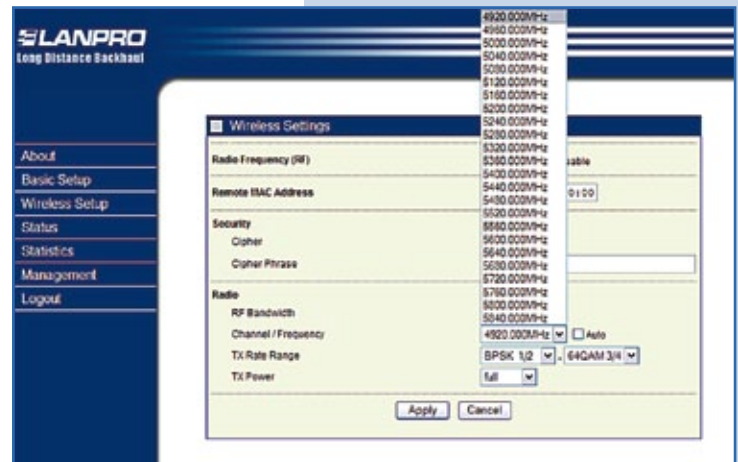 LANPRO
Long Distance Backhaul
About
Basic Setup
Wireless Setup
Status
Statistics
Management
Logout
Wireless Settings
Radio Frequency (RF)
able
Remote MAC Address
0:00
Security
Cipher
Cipher Phrase
Radio
RF Bandwidth
Channel / Frequency
4920.000MHz
4960.000MHz
5000.000MHz
5040.000MHz
5080.000MHz
5120.000MHz
5160.000MHz
5200.000MHz
5240.000MHz
5280.000MHz
5320.000MHz
5360.000MHz
5400.000MHz
5440.000MHz
5480.000MHz
5520.000MHz
5560.000MHz
5600.000MHz
5640.000MHz
5680.000MHz
5720.000MHz
5760.000MHz
5800.000MHz
5840.000MHz
4920.000MHz Auto
TX Rate Range BPSK 1/2 - 64QAM 3/4
TX Power full
Apply Cancel